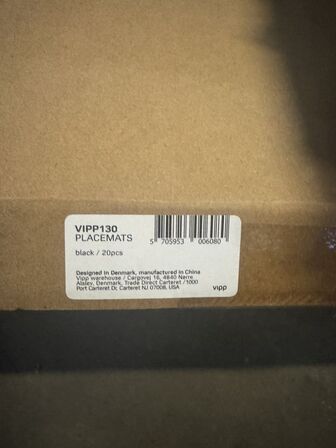 VIPP130
PLACEMATS
5 705953 006080
black / 20pcs
Designed in Denmark, manufactured in China
Vipp warehouse / Cargovej 16, 4840 Nørre
Alslev, Denmark, Trade Direct Carteret /1000
Port Carteret Dr, Carteret NJ 07008, USA
vipp